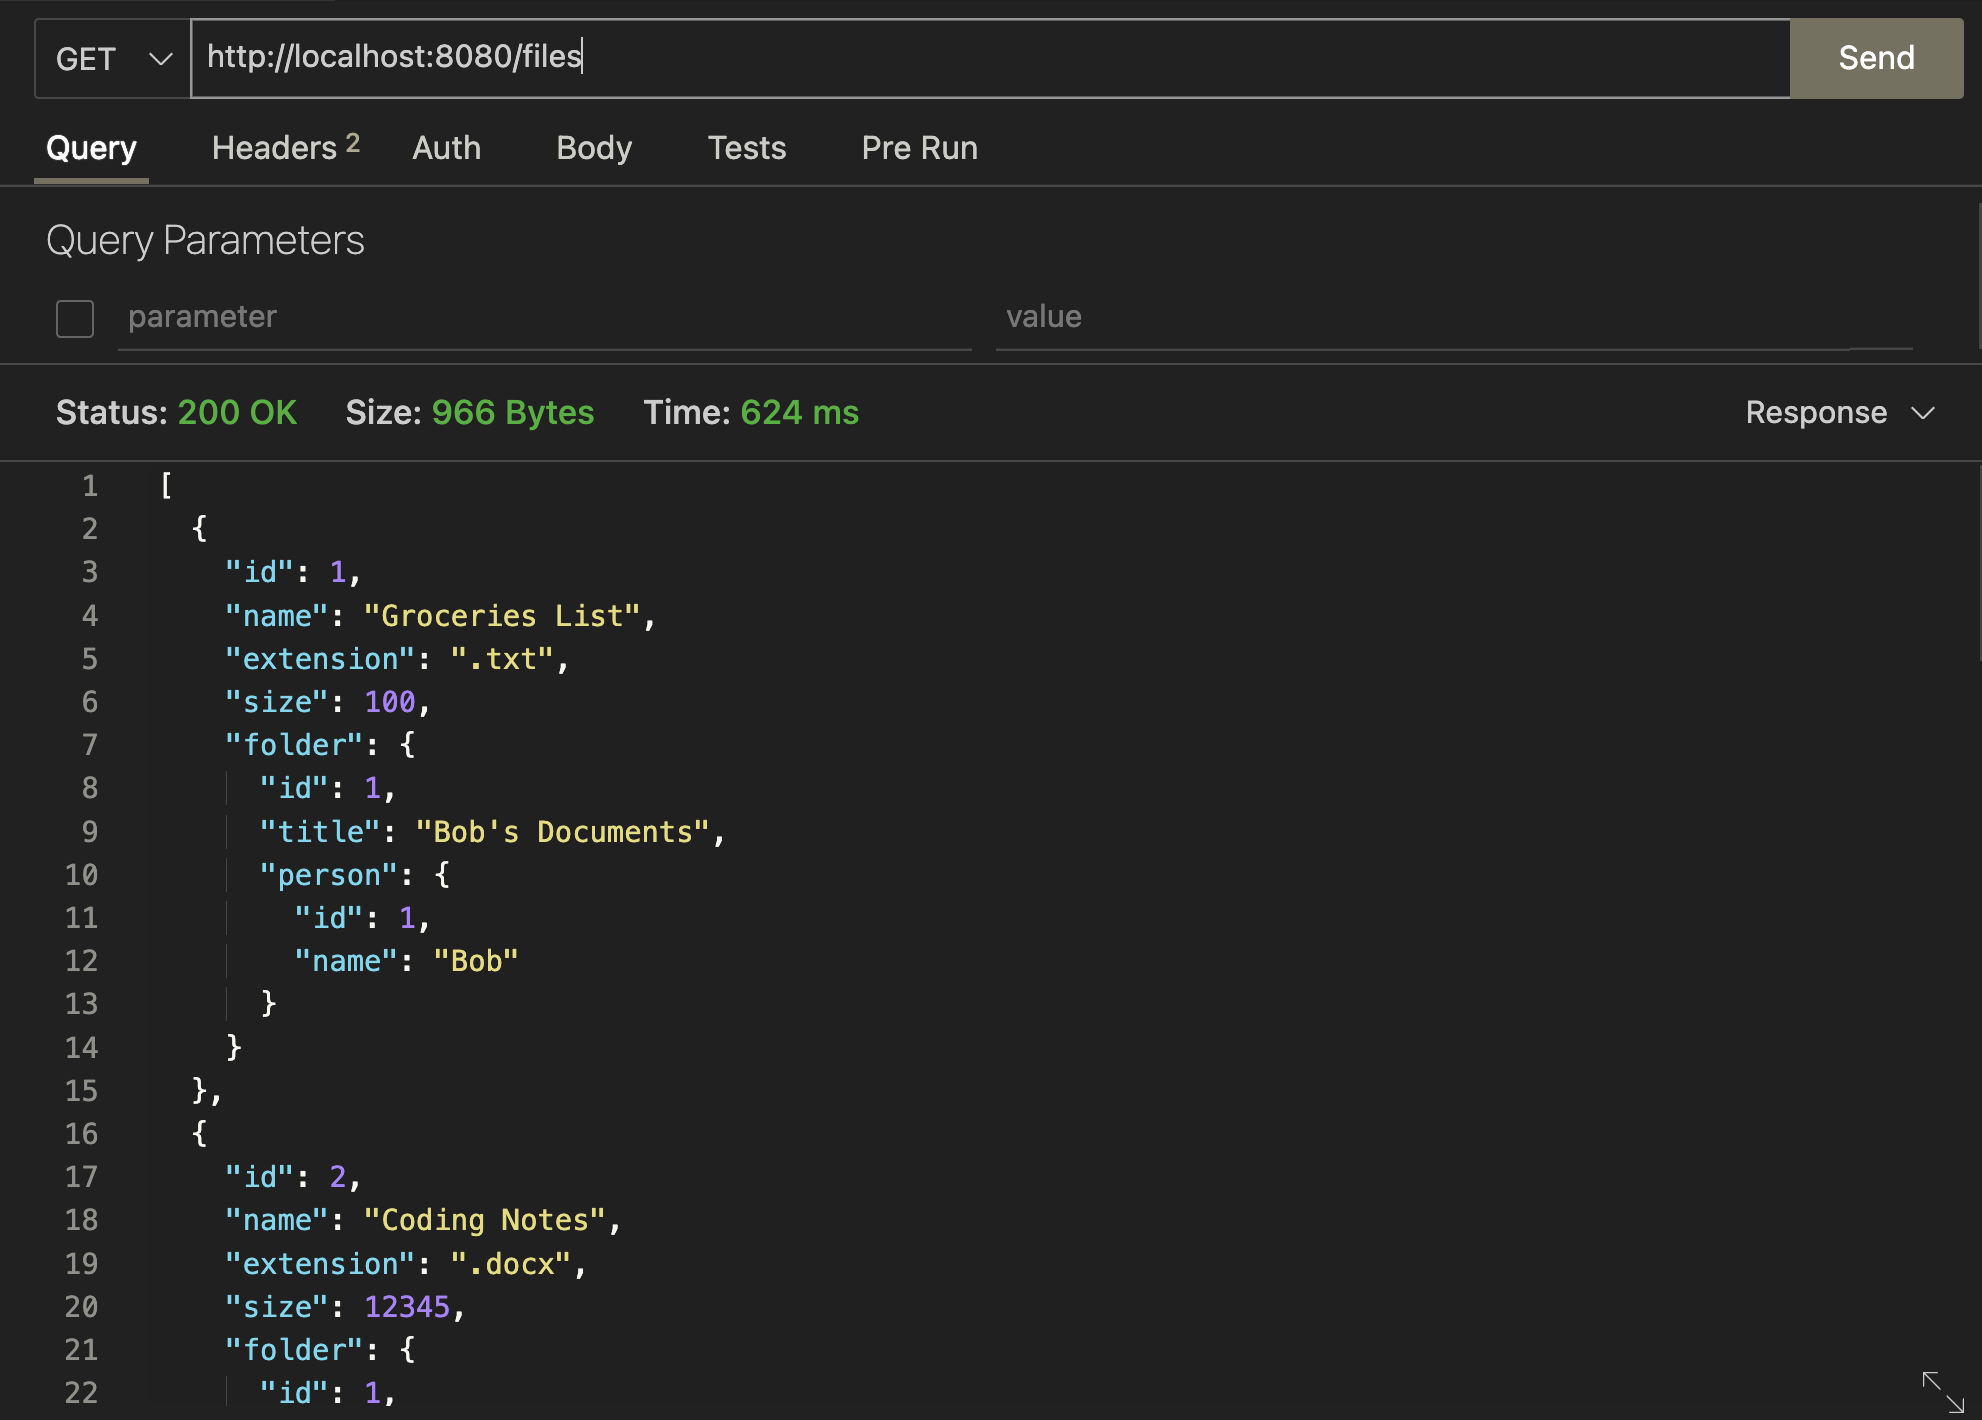 GET http://localhost:8080/files Send
Query Headers 2 Auth Body Tests Pre Run
Query Parameters
parameter value
Status: 200 OK Size: 966 Bytes Time: 624 ms Response
1 [
2 {
3 "id": 1,
4 "name": "Groceries List",
5 "extension": ".txt",
6 "size": 100,
7 "folder": {
8 "id": 1,
9 "title": "Bob's Documents",
10 "person": {
11 "id": 1,
12 "name": "Bob"
13 }
14 }
15 },
16 {
17 "id": 2,
18 "name": "Coding Notes",
19 "extension": ".docx",
20 "size": 12345,
21 "folder": {
22 "id": 1,